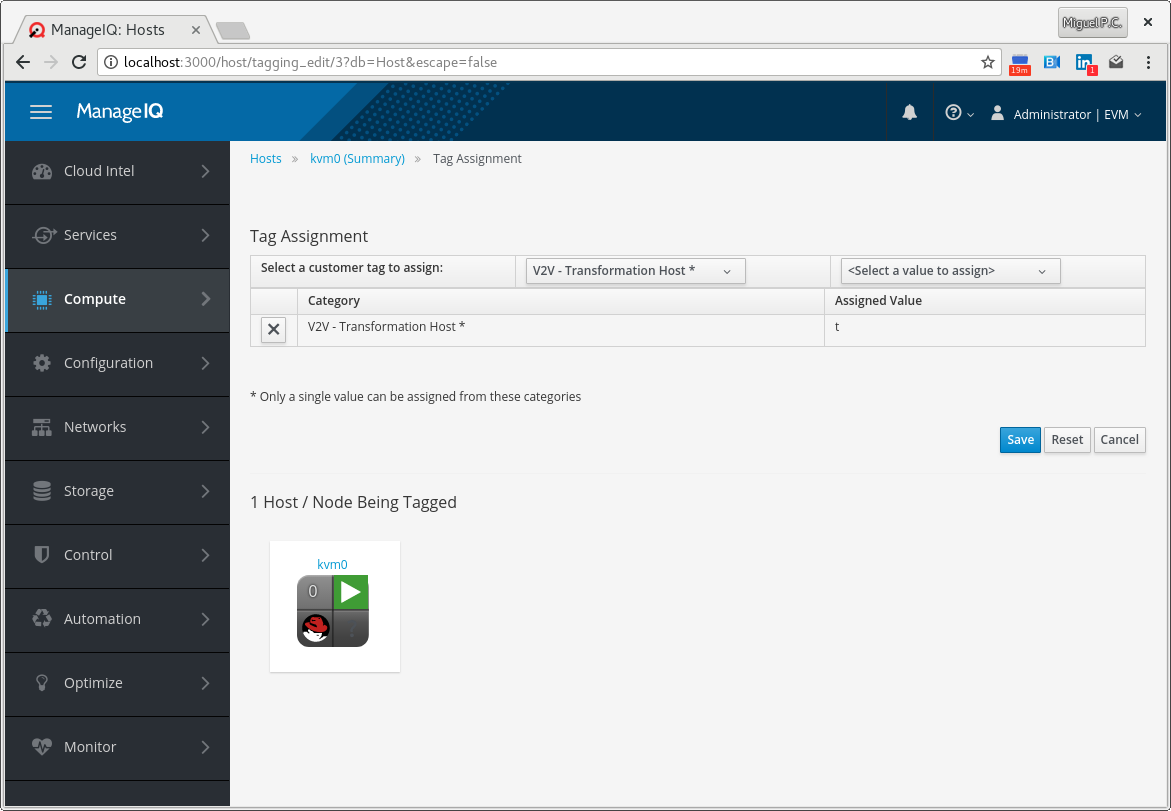 ManageIQ: Hosts
Miguel P.C.
localhost:3000/host/tagging_edit/3?db=Host&escape=false
19m
B
in
1
ManageIQ
Administrator | EVM
Cloud Intel
Services
Compute
Configuration
Networks
Storage
Control
Automation
Optimize
Monitor
Hosts » kvm0 (Summary) » Tag Assignment
Tag Assignment
Select a customer tag to assign: V2V - Transformation Host * <Select a value to assign>
Category Assigned Value
V2V - Transformation Host * t
* Only a single value can be assigned from these categories
Save Reset Cancel
1 Host / Node Being Tagged
kvm0
0